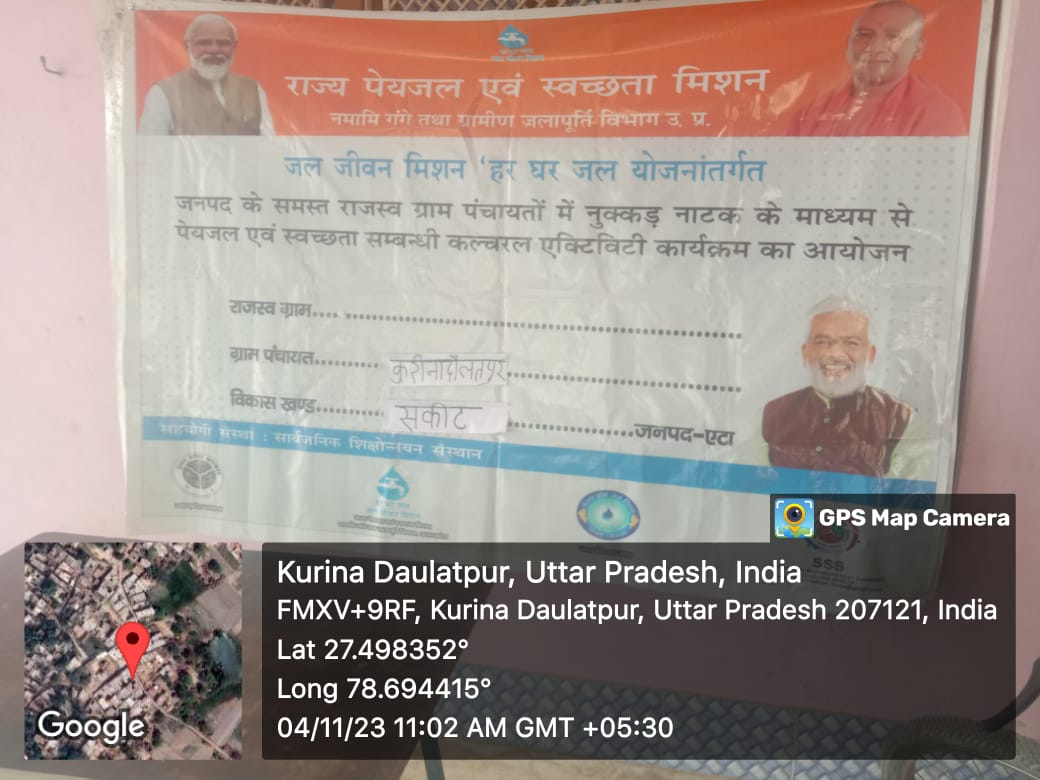 राज्य पेयजल एवं स्वच्छता मिशन
नमामि गंगे तथा ग्रामीण जलापूर्ति विभाग उ. प्र.
जल जीवन मिशन ‘हर घर जल योजनांतर्गत
जनपद के समस्त राजस्व ग्राम पंचायतों में नुक्कड़ नाटक के माध्यम से
पेयजल एवं स्वच्छता सम्बन्धी कल्चरल एक्टिविटी कार्यक्रम का आयोजन
राजस्व ग्राम....
ग्राम पंचायत.......... कुरीनादौलतपुर
विकास खण्ड.......... सकीट ....................जनपद-एटा
सहयोगी संस्था : सार्वजनिक शिक्षोन्नयन संस्थान
SSS
GPS Map Camera
Kurina Daulatpur, Uttar Pradesh, India
FMXV+9RF, Kurina Daulatpur, Uttar Pradesh 207121, India
Lat 27.498352°
Long 78.694415°
04/11/23 11:02 AM GMT +05:30
Google